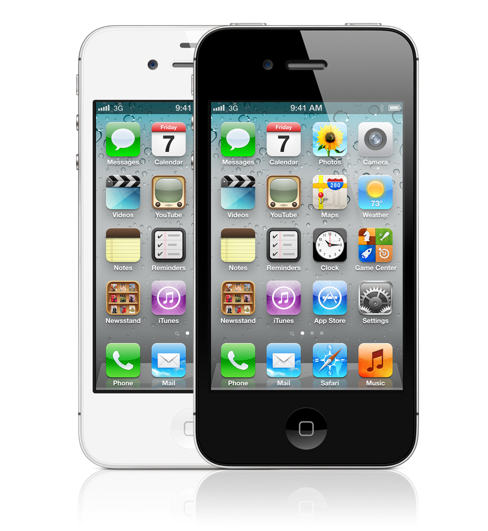 3G 9:41
Friday
7
Messages Calendar
Videos YouTube
Notes Reminders
Newsstand iTunes
Phone Mail
3G 9:41 AM
Friday
7
280
73°
Messages Calendar Photos Camera
Videos YouTube Maps Weather
Notes Reminders Clock Game Center
Newsstand iTunes App Store Settings
Phone Mail Safari Music